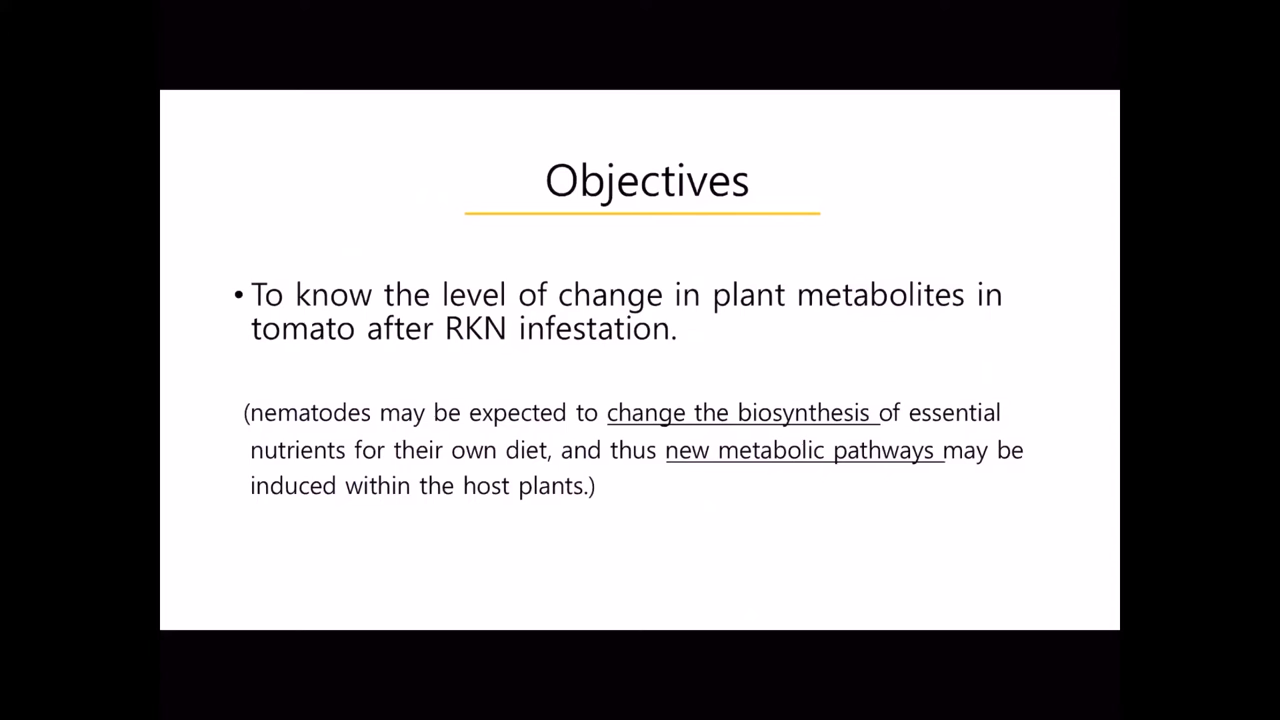 Objectives
• To know the level of change in plant metabolites in
tomato after RKN infestation.
(nematodes may be expected to change the biosynthesis of essential
nutrients for their own diet, and thus new metabolic pathways may be
induced within the host plants.)